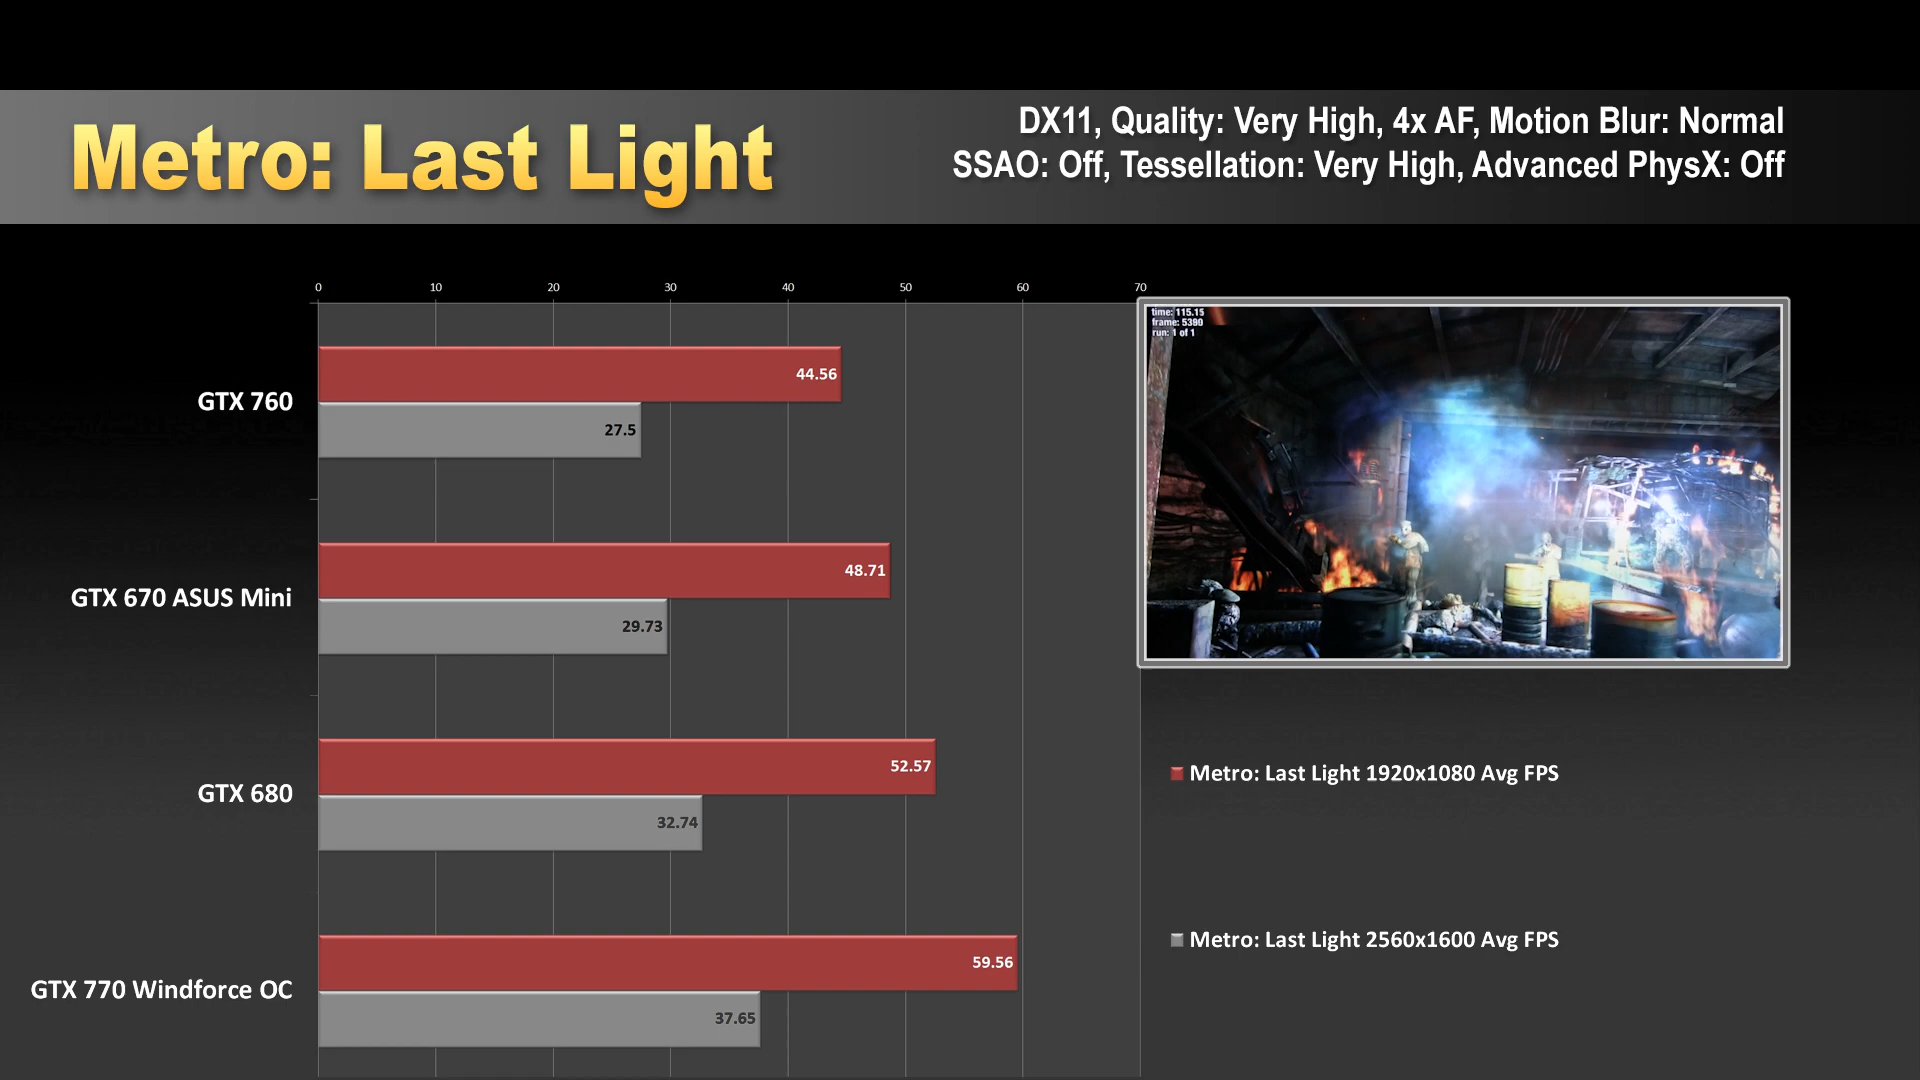 Metro: Last Light
DX11, Quality: Very High, 4x AF, Motion Blur: Normal
SSAO: Off, Tessellation: Very High, Advanced PhysX: Off
0 10 20 30 40 50 60 70
GTX 760
44.56
27.5
GTX 670 ASUS Mini
48.71
29.73
GTX 680
52.57
32.74
GTX 770 Windforce OC
59.56
37.65
time: 115.15
frame: 5390
run: 1 of 1
Metro: Last Light 1920x1080 Avg FPS
Metro: Last Light 2560x1600 Avg FPS